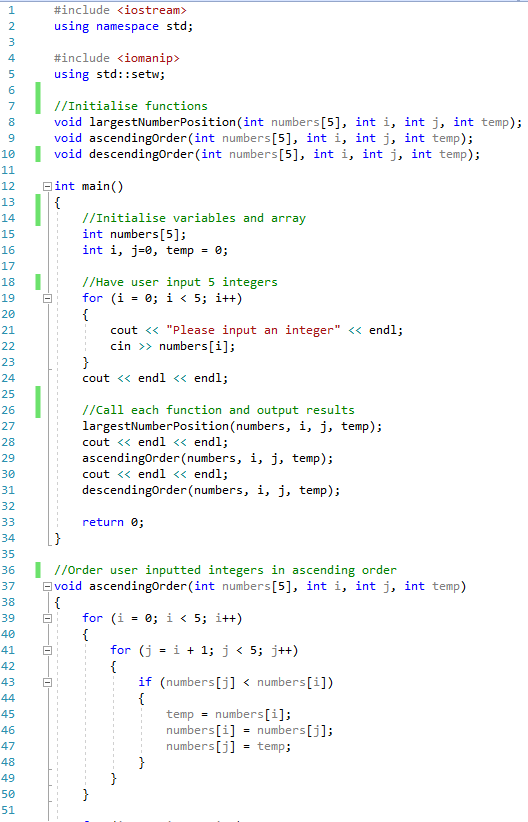 1 #include <iostream>
2 using namespace std;
3
4 #include <iomanip>
5 using std::setw;
6
7 //Initialise functions
8 void largestNumberPosition(int numbers[5], int i, int j, int temp);
9 void ascendingOrder(int numbers[5], int i, int j, int temp);
10 void descendingOrder(int numbers[5], int i, int j, int temp);
11
12 int main()
13 {
14 //Initialise variables and array
15 int numbers[5];
16 int i, j=0, temp = 0;
17
18 //Have user input 5 integers
19 for (i = 0; i < 5; i++)
20 {
21 cout << "Please input an integer" << endl;
22 cin >> numbers[i];
23 }
24 cout << endl << endl;
25
26 //Call each function and output results
27 largestNumberPosition(numbers, i, j, temp);
28 cout << endl << endl;
29 ascendingOrder(numbers, i, j, temp);
30 cout << endl << endl;
31 descendingOrder(numbers, i, j, temp);
32
33 return 0;
34 }
35
36 //Order user inputted integers in ascending order
37 void ascendingOrder(int numbers[5], int i, int j, int temp)
38 {
39 for (i = 0; i < 5; i++)
40 {
41 for (j = i + 1; j < 5; j++)
42 {
43 if (numbers[j] < numbers[i])
44 {
45 temp = numbers[i];
46 numbers[i] = numbers[j];
47 numbers[j] = temp;
48 }
49 }
50 }
51